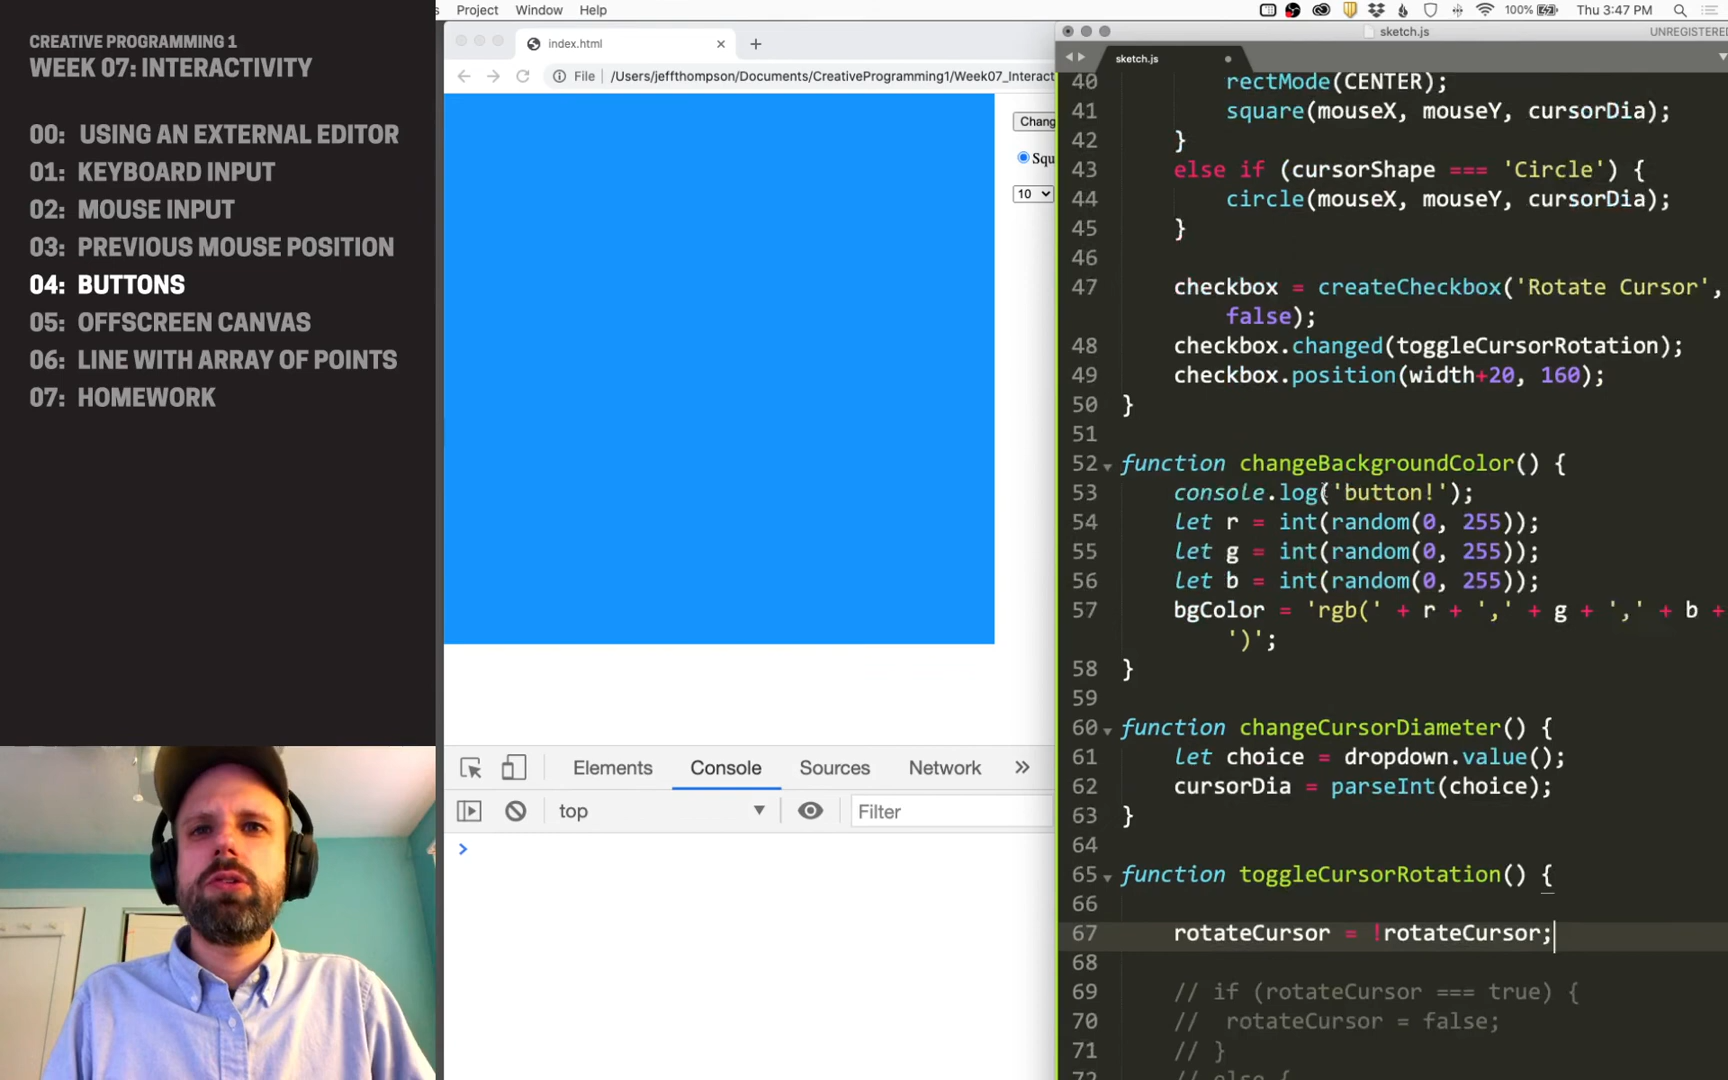 CREATIVE PROGRAMMING 1
WEEK 07: INTERACTIVITY
00: USING AN EXTERNAL EDITOR
01: KEYBOARD INPUT
02: MOUSE INPUT
03: PREVIOUS MOUSE POSITION
04: BUTTONS
05: OFFSCREEN CANVAS
06: LINE WITH ARRAY OF POINTS
07: HOMEWORK
Project Window Help
100% Thu 3:47 PM
index.html
File /Users/jeffthompson/Documents/CreativeProgramming1/Week07_Interact
Chang
Squ
10
Elements Console Sources Network
top Filter
sketch.js
UNREGISTERED
sketch.js
40 rectMode(CENTER);
41 square(mouseX, mouseY, cursorDia);
42 }
43 else if (cursorShape === 'Circle') {
44 circle(mouseX, mouseY, cursorDia);
45 }
46
47 checkbox = createCheckbox('Rotate Cursor',
false);
48 checkbox.changed(toggleCursorRotation);
49 checkbox.position(width+20, 160);
50 }
51
52 function changeBackgroundColor() {
53 console.log('button!');
54 let r = int(random(0, 255));
55 let g = int(random(0, 255));
56 let b = int(random(0, 255));
57 bgColor = 'rgb(' + r + ',' + g + ',' + b +
')';
58 }
59
60 function changeCursorDiameter() {
61 let choice = dropdown.value();
62 cursorDia = parseInt(choice);
63 }
64
65 function toggleCursorRotation() {
66
67 rotateCursor = !rotateCursor;
68
69 // if (rotateCursor === true) {
70 // rotateCursor = false;
71 // }
72 // else {